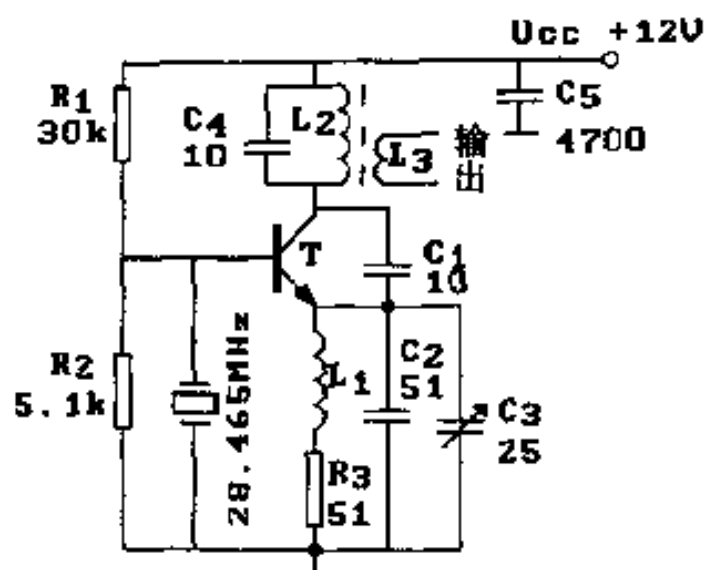 Ucc +12V
R1
30k
C4
10
L2
L3
输出
C5
4700
T
C1
10
R2
5.1k
28.465MHz
L1
C2
51
C3
25
R3
51